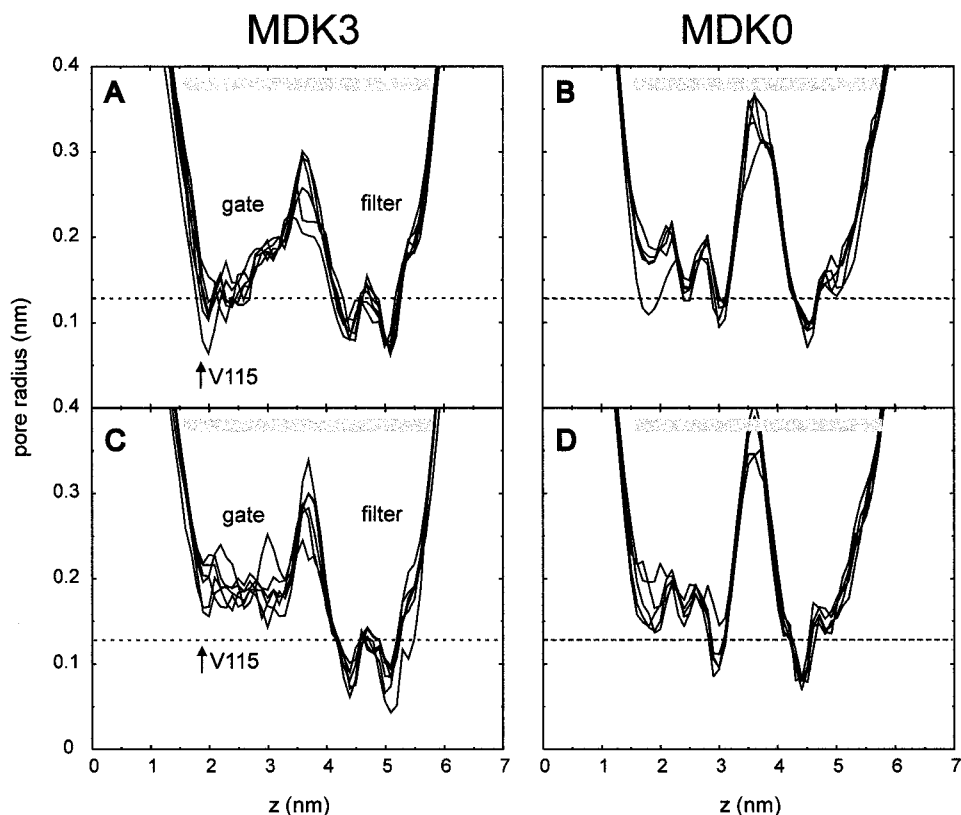 MDK3 MDK0
0.4 A B
0.3
gate filter
0.2
0.1
V115
pore radius (nm)
0.4 C D
0.3
gate filter
0.2
0.1
V115
0
0 1 2 3 4 5 6 7 0 1 2 3 4 5 6 7
z (nm) z (nm)